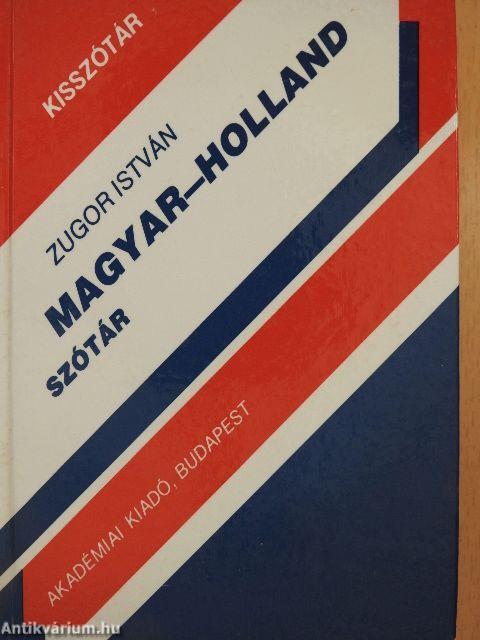 KISSZÓTÁR
ZUGOR ISTVÁN
MAGYAR–HOLLAND
SZÓTÁR
AKADÉMIAI KIADÓ, BUDAPEST
Antikvárium.hu